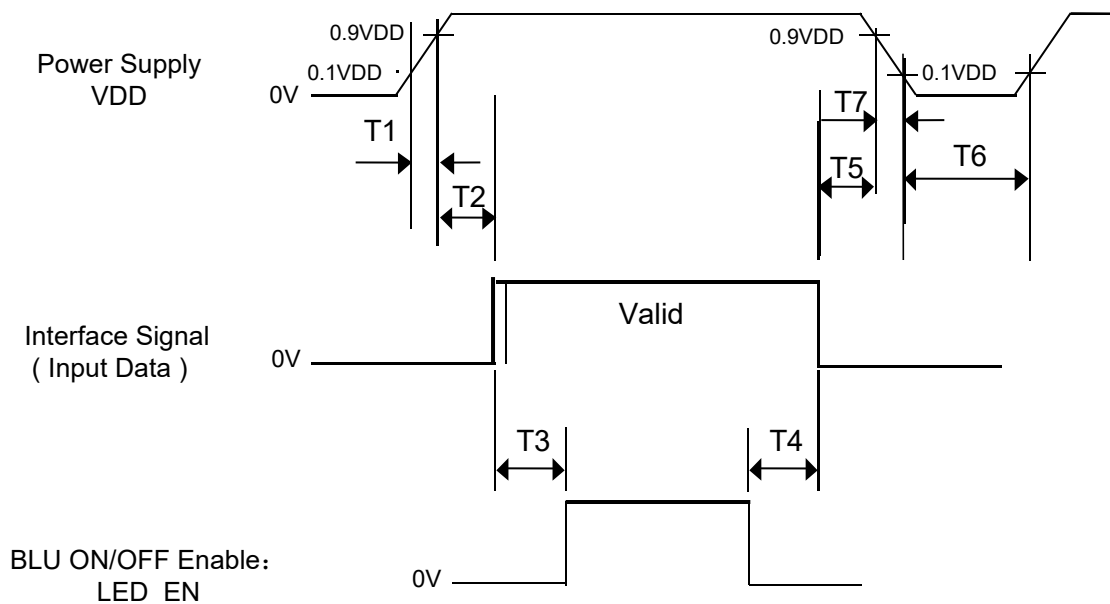 0.9VDD
0.9VDD
Power Supply
VDD
0.1VDD
0.1VDD
0V
T7
T1
T6
T5
T2
Valid
Interface Signal
( Input Data )
0V
T3
T4
BLU ON/OFF Enable：
LED EN
0V